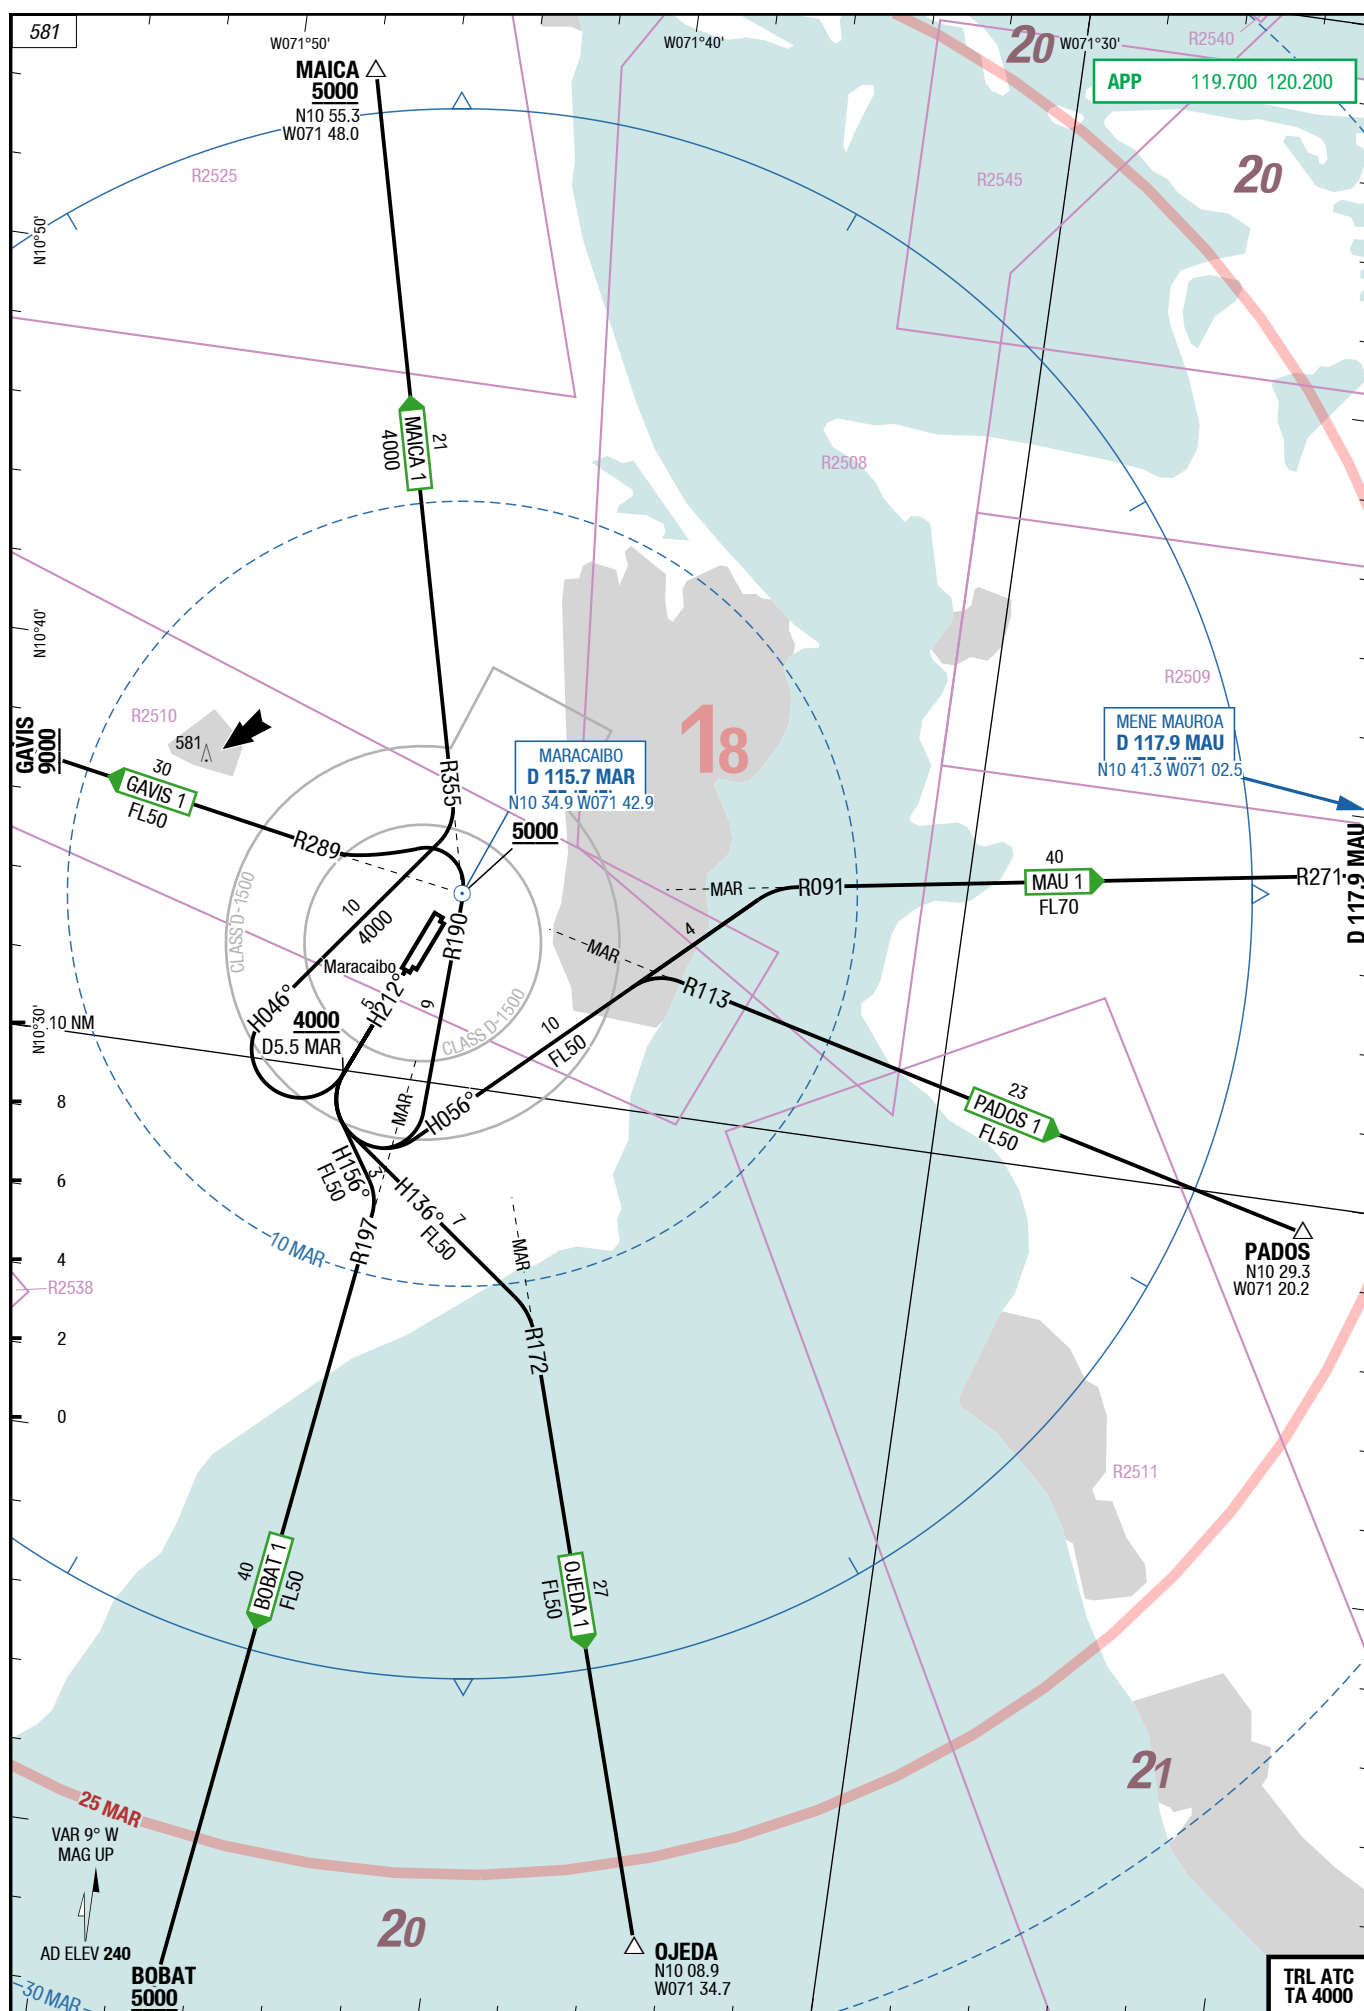 581
W071°50'
W071°40'
W071°30'
20
R2540
APP 119.700 120.200
MAICA
5000
N10 55.3
W071 48.0
R2525
R2545
20
N10°50'
MAICA 1
21
4000
R2508
N10°40'
R2509
R2510
581
GAVIS
9000
30
GAVIS 1
FL50
18
MARACAIBO
D 115.7 MAR
N10 34.9 W071 42.9
5000
MENE MAUROA
D 117.9 MAU
N10 41.3 W071 02.5
R355
R289
CLASS D-1500
10
4000
R190
Maracaibo
H046°
5
H212°
9
4000
D5.5 MAR
CLASS D-1500
MAR
R091
40
MAU 1
FL70
R271
D 117.9 MAU
MAR
4
R113
10
FL50
23
PADOS 1
FL50
N10°30'
10 NM
8
6
4
2
0
MAR
H056°
H156°
FL50
3
H136°
7
FL50
R197
10 MAR
MAR
R172
R2538
PADOS
N10 29.3
W071 20.2
R2511
40
BOBAT 1
FL50
OJEDA 1
27
FL50
25 MAR
VAR 9° W
MAG UP
AD ELEV 240
20
21
BOBAT
5000
30 MAR
OJEDA
N10 08.9
W071 34.7
TRL ATC
TA 4000